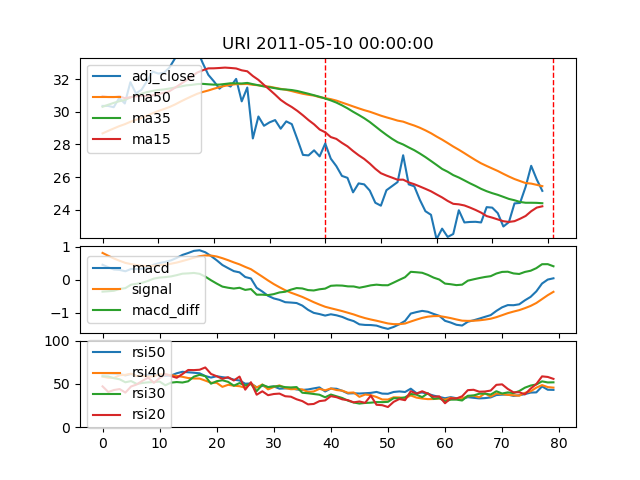 URI 2011-05-10 00:00:00
32
30
28
26
24
adj_close
ma50
ma35
ma15
1
0
−1
macd
signal
macd_diff
100
50
0
rsi50
rsi40
rsi30
rsi20
0 10 20 30 40 50 60 70 80